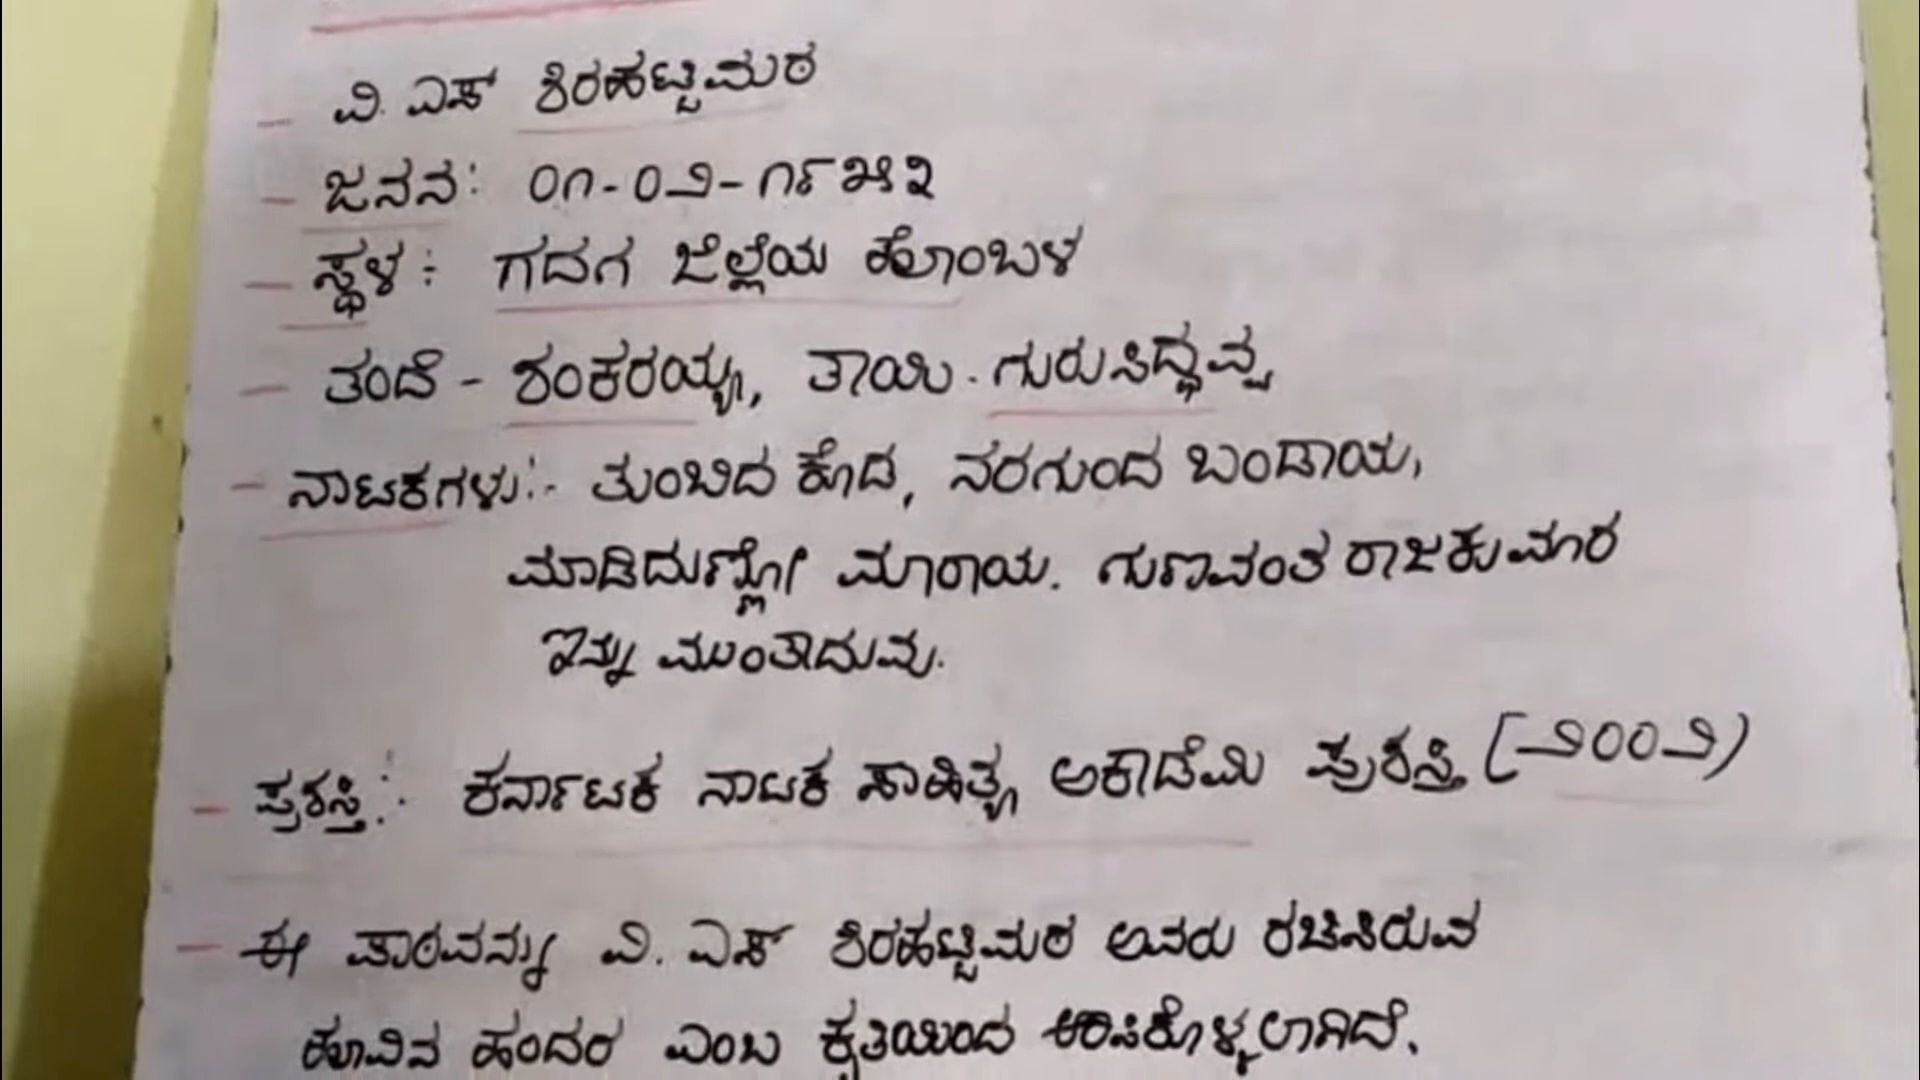 ವಿ. ಎಸ್ ಶಿರಹಟ್ಟಿಮಠ
ಜನನ: ೦೧-೦೨-೧೯೫೩
ಸ್ಥಳ: ಗದಗ ಜಿಲ್ಲೆಯ ಹೊಂಬಳ
ತಂದೆ - ಶಂಕರಯ್ಯ, ತಾಯಿ - ಗುರುಸಿದ್ಧವ್ವ
ನಾಟಕಗಳು:- ತುಂಬಿದ ಕೊಡ, ನರಗುಂದ ಬಂಡಾಯ,
ಮಾಡಿದುಣ್ಣೋ ಮಾರಾಯ. ಗುಣವಂತ ರಾಜಕುಮಾರ
ಇನ್ನು ಮುಂತಾದುವು.
ಪ್ರಶಸ್ತಿ:- ಕರ್ನಾಟಕ ನಾಟಕ ಸಾಹಿತ್ಯ ಅಕಾಡೆಮಿ ಪ್ರಶಸ್ತಿ (೨೦೦೨)
ಈ ಪಾಠವನ್ನು ವಿ. ಎಸ್ ಶಿರಹಟ್ಟಿಮಠ ಅವರು ರಚಿಸಿರುವ
ಹೂವಿನ ಹಂದರ ಎಂಬ ಕೃತಿಯಿಂದ ಆರಿಸಿಕೊಳ್ಳಲಾಗಿದೆ.